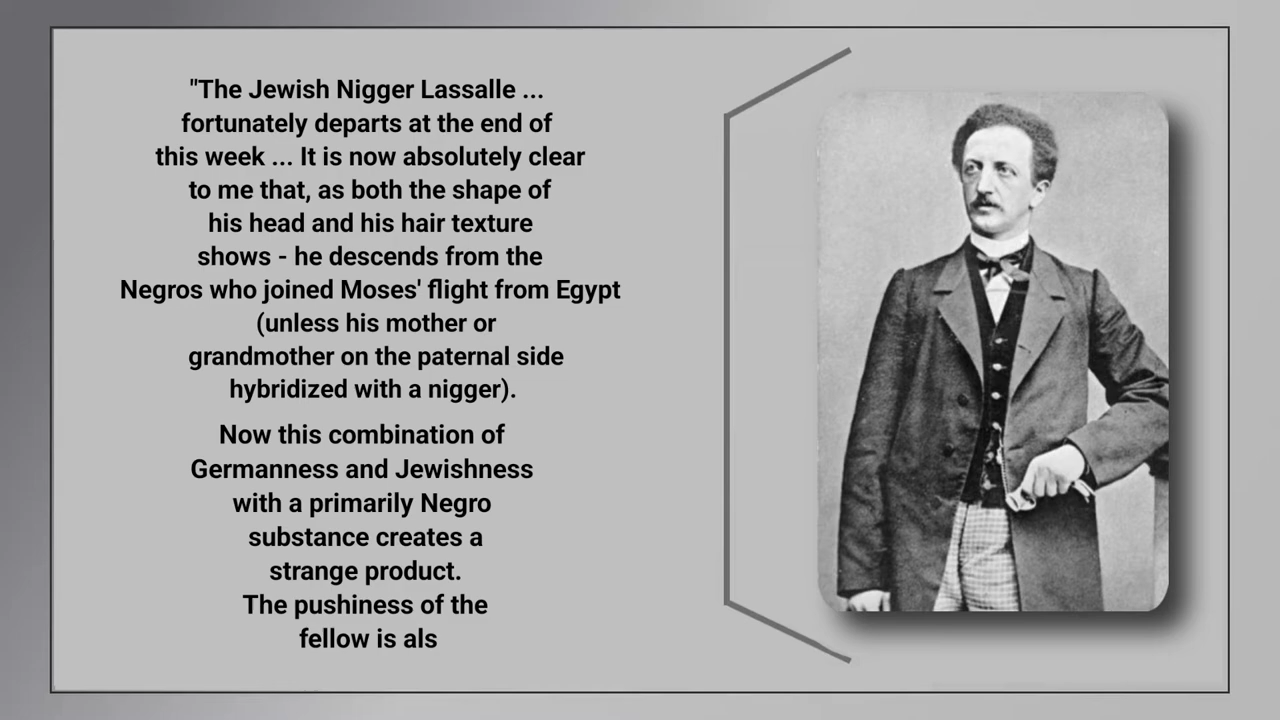 "The Jewish Nigger Lassalle ...
fortunately departs at the end of
this week ... It is now absolutely clear
to me that, as both the shape of
his head and his hair texture
shows - he descends from the
Negros who joined Moses' flight from Egypt
(unless his mother or
grandmother on the paternal side
hybridized with a nigger).
Now this combination of
Germanness and Jewishness
with a primarily Negro
substance creates a
strange product.
The pushiness of the
fellow is als